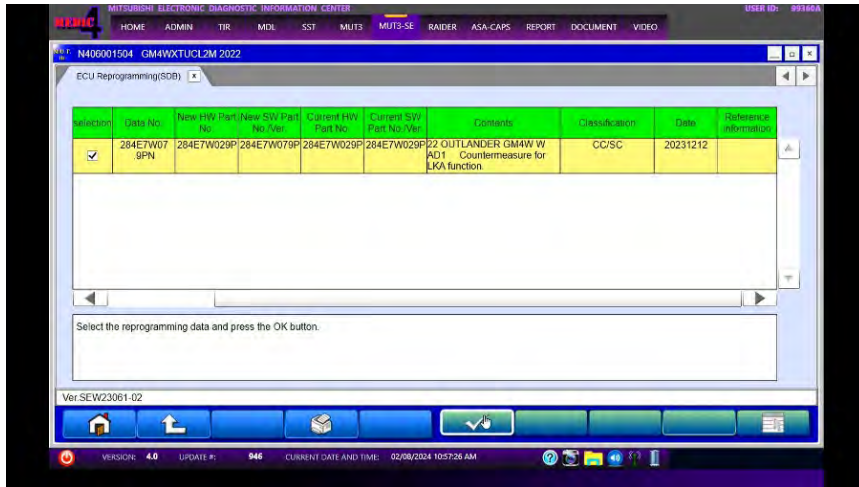 MITSUBISHI ELECTRONIC DIAGNOSTIC INFORMATION CENTER
USER ID: 99360A
MEDIC 4
HOME ADMIN TIR MDL SST MUT3 MUT3-SE RAIDER ASA-CAPS REPORT DOCUMENT VIDEO
N406001504 GM4WXTUCL2M 2022
ECU Reprogramming(SDB) x
selection Data No. New HW Part No. New SW Part No./Ver. Current HW Part No. Current SW Part No./Ver. Contents Classification Date Reference information
284E7W07.9PN 284E7W029P 284E7W079P 284E7W029P 284E7W029P 22 OUTLANDER GM4W W
AD1 Countermeasure for
LKA function.
CC/SC 20231212
Select the reprogramming data and press the OK button.
Ver.SEW23061-02
VERSION: 4.0 UPDATE #: 946 CURRENT DATE AND TIME: 02/08/2024 10:57:26 AM